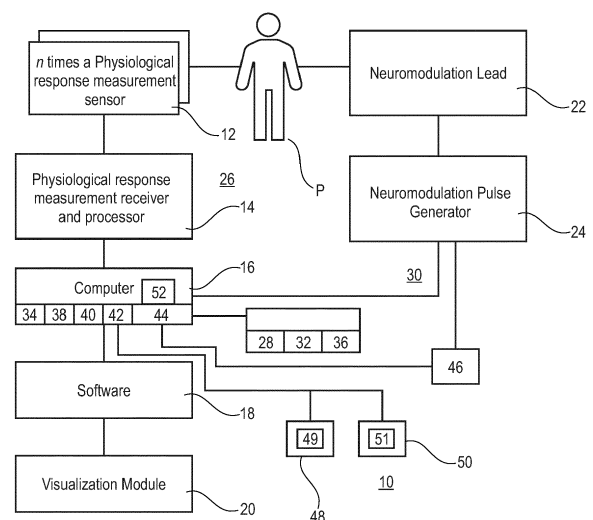 n times a Physiological
response measurement
sensor
12
P
Neuromodulation Lead
22
Physiological response
measurement receiver
and processor
14
26
Neuromodulation Pulse
Generator
24
16
Computer
52
30
34 38 40 42 44
28 32 36
46
Software
18
49
51
48
50
10
Visualization Module
20